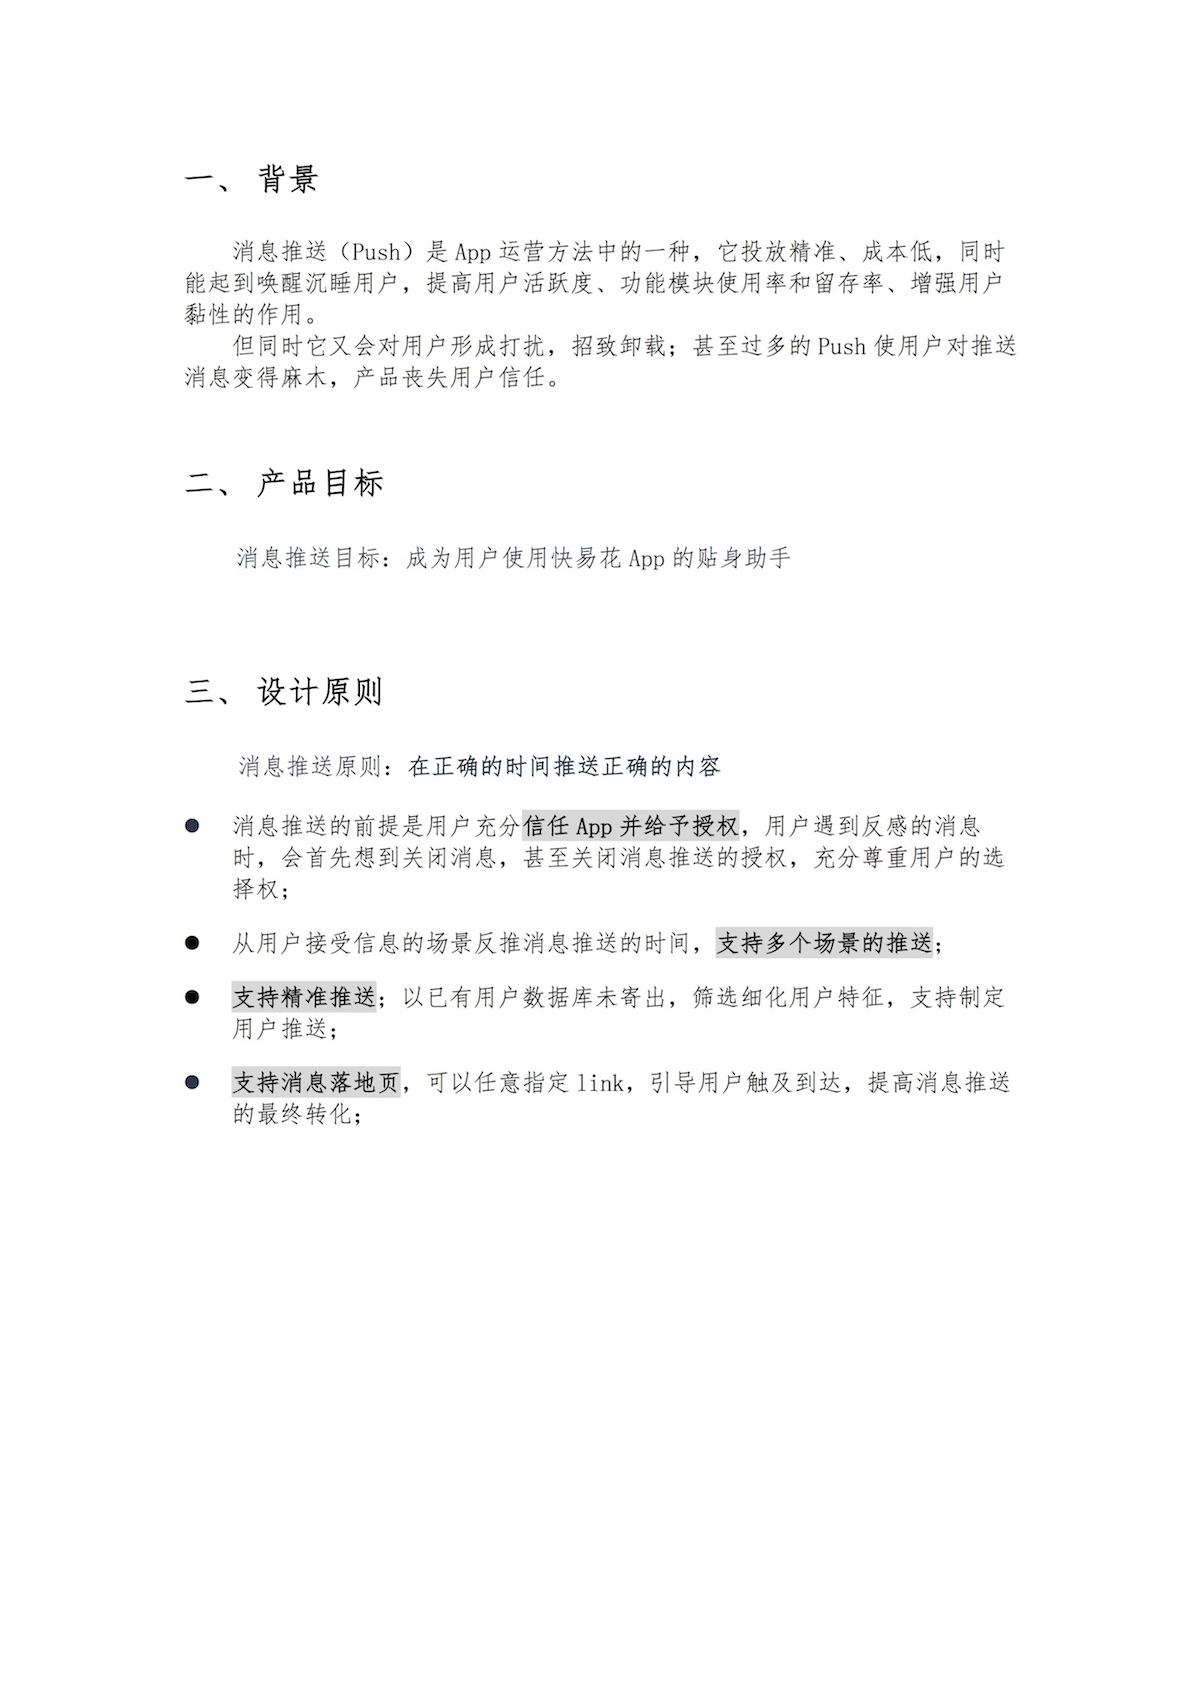 一、 背景
消息推送（Push）是 App 运营方法中的一种，它投放精准、成本低，同时
能起到唤醒沉睡用户，提高用户活跃度、功能模块使用率和留存率、增强用户
黏性的作用。
但同时它又会对用户形成打扰，招致卸载；甚至过多的 Push 使用户对推送
消息变得麻木，产品丧失用户信任。
二、 产品目标
消息推送目标：成为用户使用快易花 App 的贴身助手
三、 设计原则
消息推送原则：在正确的时间推送正确的内容
● 消息推送的前提是用户充分信任 App 并给予授权，用户遇到反感的消息
时，会首先想到关闭消息，甚至关闭消息推送的授权，充分尊重用户的选
择权；
● 从用户接受信息的场景反推消息推送的时间，支持多个场景的推送；
● 支持精准推送；以已有用户数据库未寄出，筛选细化用户特征，支持制定
用户推送；
● 支持消息落地页，可以任意指定 link，引导用户触及到达，提高消息推送
的最终转化；